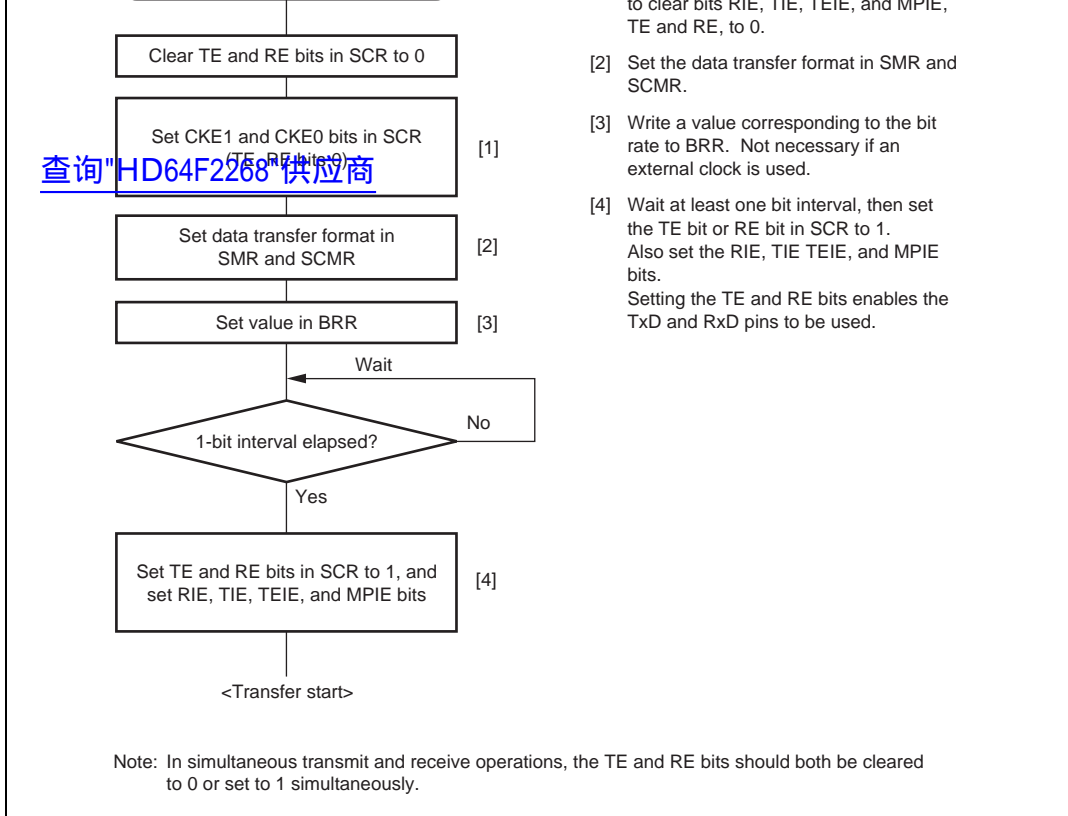 Clear TE and RE bits in SCR to 0
Set CKE1 and CKE0 bits in SCR
(TE, RE bits 0)
[1]
查询"HD64F2268"供应商
Set data transfer format in
SMR and SCMR
[2]
Set value in BRR
[3]
Wait
No
1-bit interval elapsed?
Yes
Set TE and RE bits in SCR to 1, and
set RIE, TIE, TEIE, and MPIE bits
[4]
<Transfer start>
to clear bits RIE, TIE, TEIE, and MPIE,
TE and RE, to 0.
[2] Set the data transfer format in SMR and
SCMR.
[3] Write a value corresponding to the bit
rate to BRR. Not necessary if an
external clock is used.
[4] Wait at least one bit interval, then set
the TE bit or RE bit in SCR to 1.
Also set the RIE, TIE TEIE, and MPIE
bits.
Setting the TE and RE bits enables the
TxD and RxD pins to be used.
Note: In simultaneous transmit and receive operations, the TE and RE bits should both be cleared
to 0 or set to 1 simultaneously.